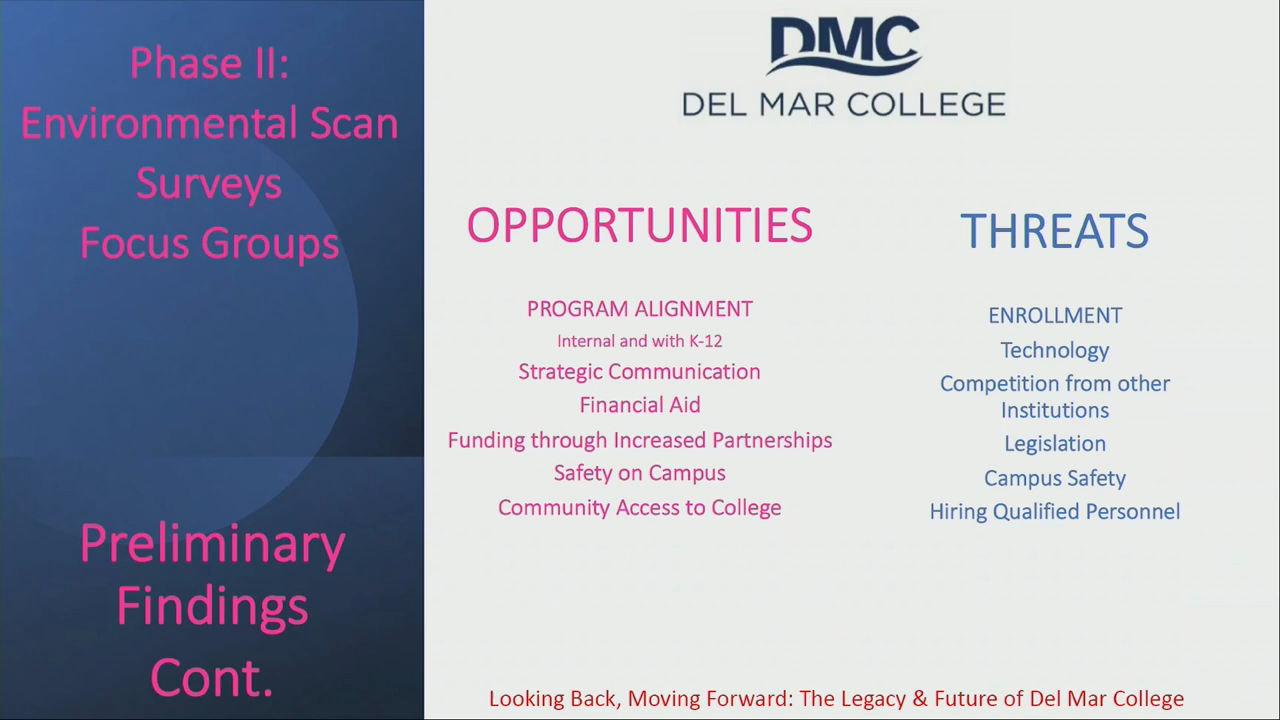 Phase II:
Environmental Scan
Surveys
Focus Groups
Preliminary
Findings
Cont.
DMC
DEL MAR COLLEGE
OPPORTUNITIES
PROGRAM ALIGNMENT
Internal and with K-12
Strategic Communication
Financial Aid
Funding through Increased Partnerships
Safety on Campus
Community Access to College
THREATS
ENROLLMENT
Technology
Competition from other
Institutions
Legislation
Campus Safety
Hiring Qualified Personnel
Looking Back, Moving Forward: The Legacy & Future of Del Mar College